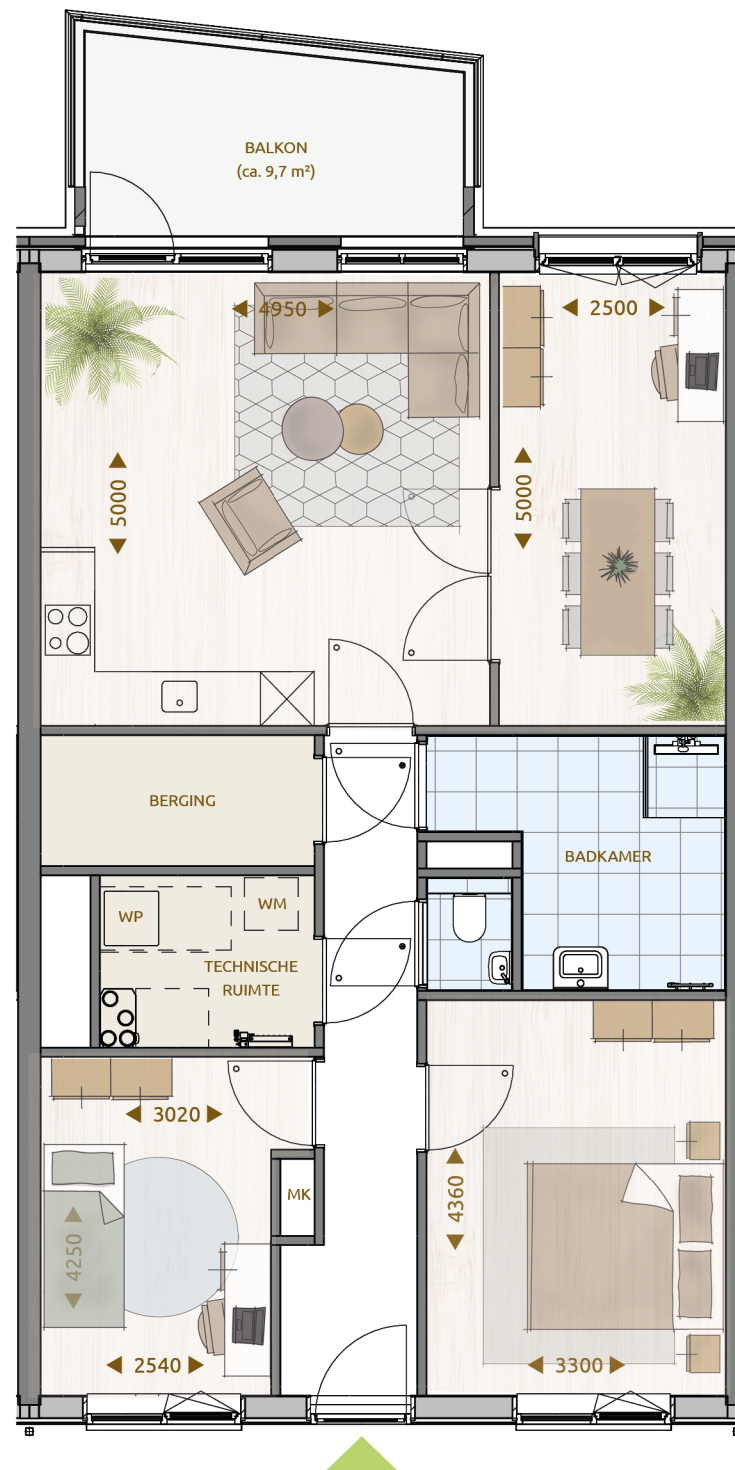 BALKON
(ca. 9,7 m²)
4950
2500
5000
5000
BERGING
BADKAMER
WP
WM
TECHNISCHE
RUIMTE
3020
MK
4360
4250
2540
3300